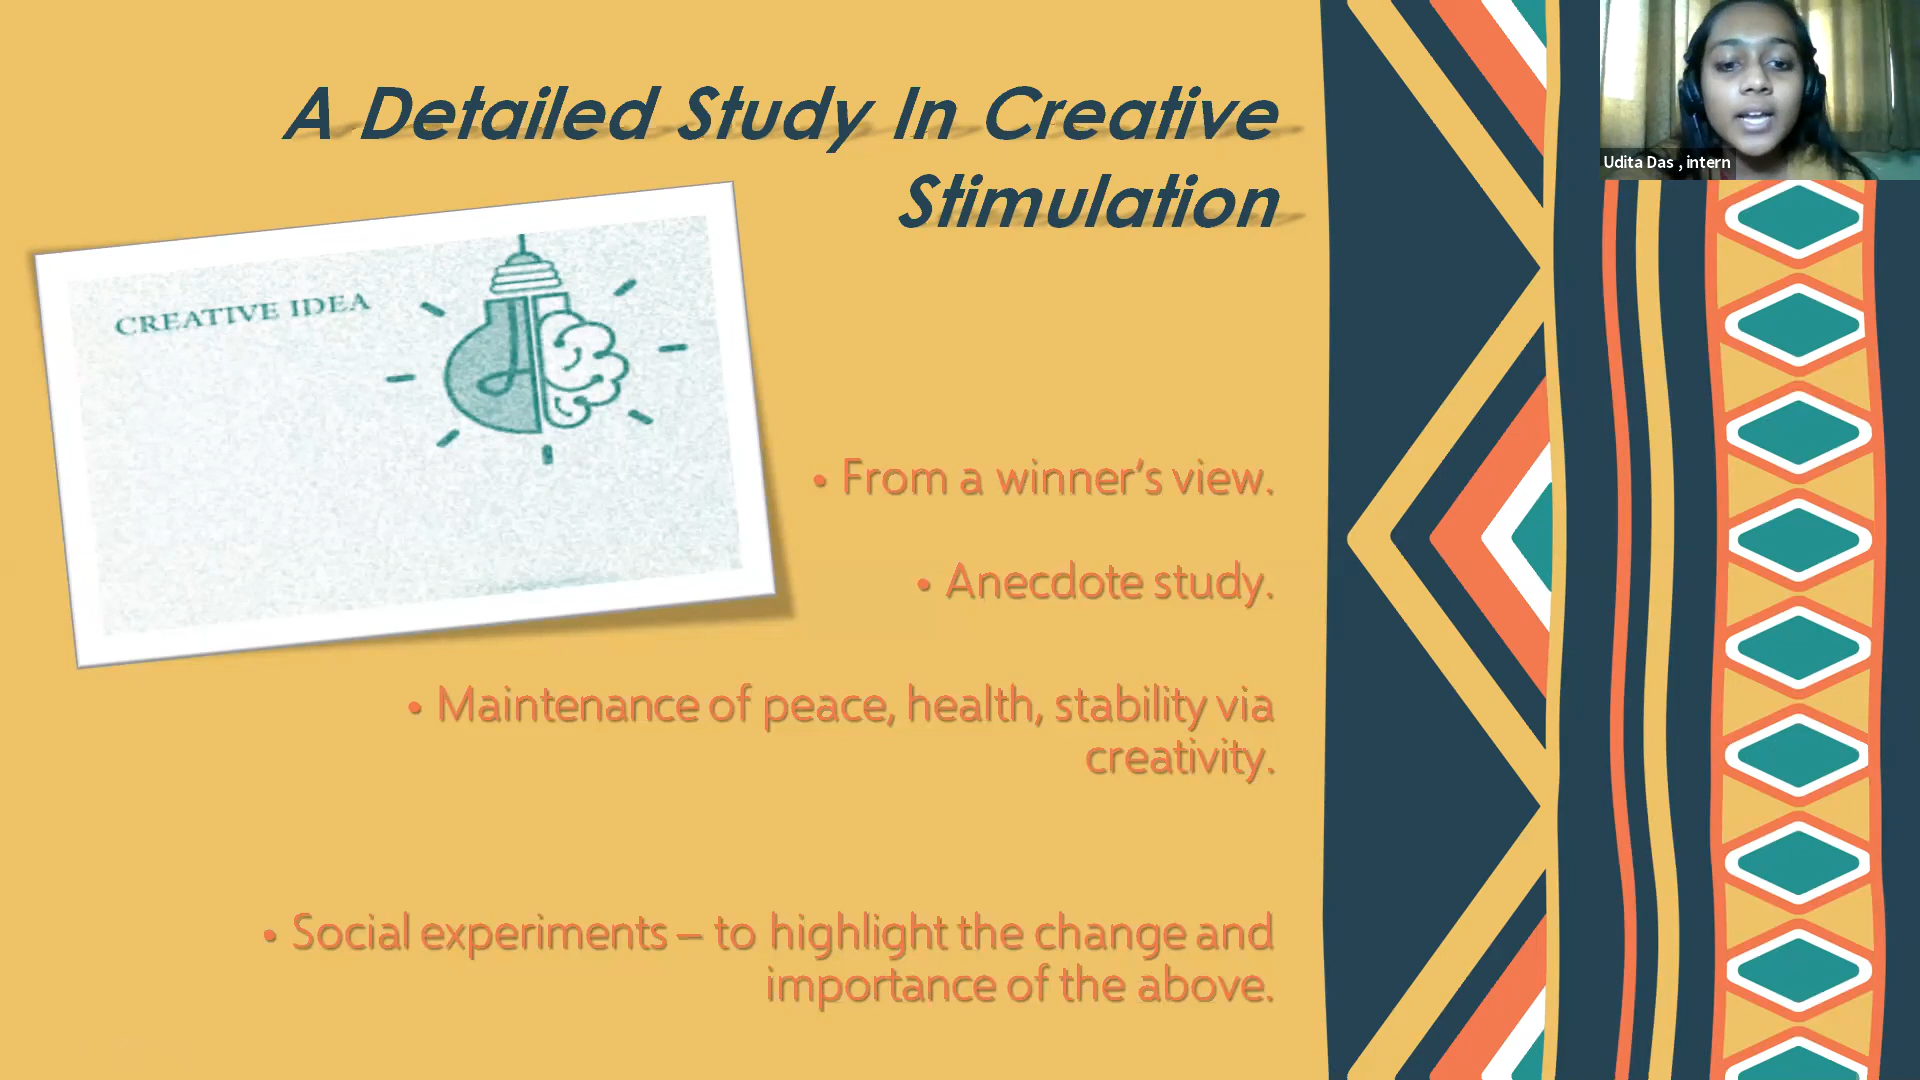 A Detailed Study In Creative
Stimulation
CREATIVE IDEA
• From a winner's view.
• Anecdote study.
• Maintenance of peace, health, stability via
creativity.
• Social experiments – to highlight the change and
importance of the above.
Udita Das , intern